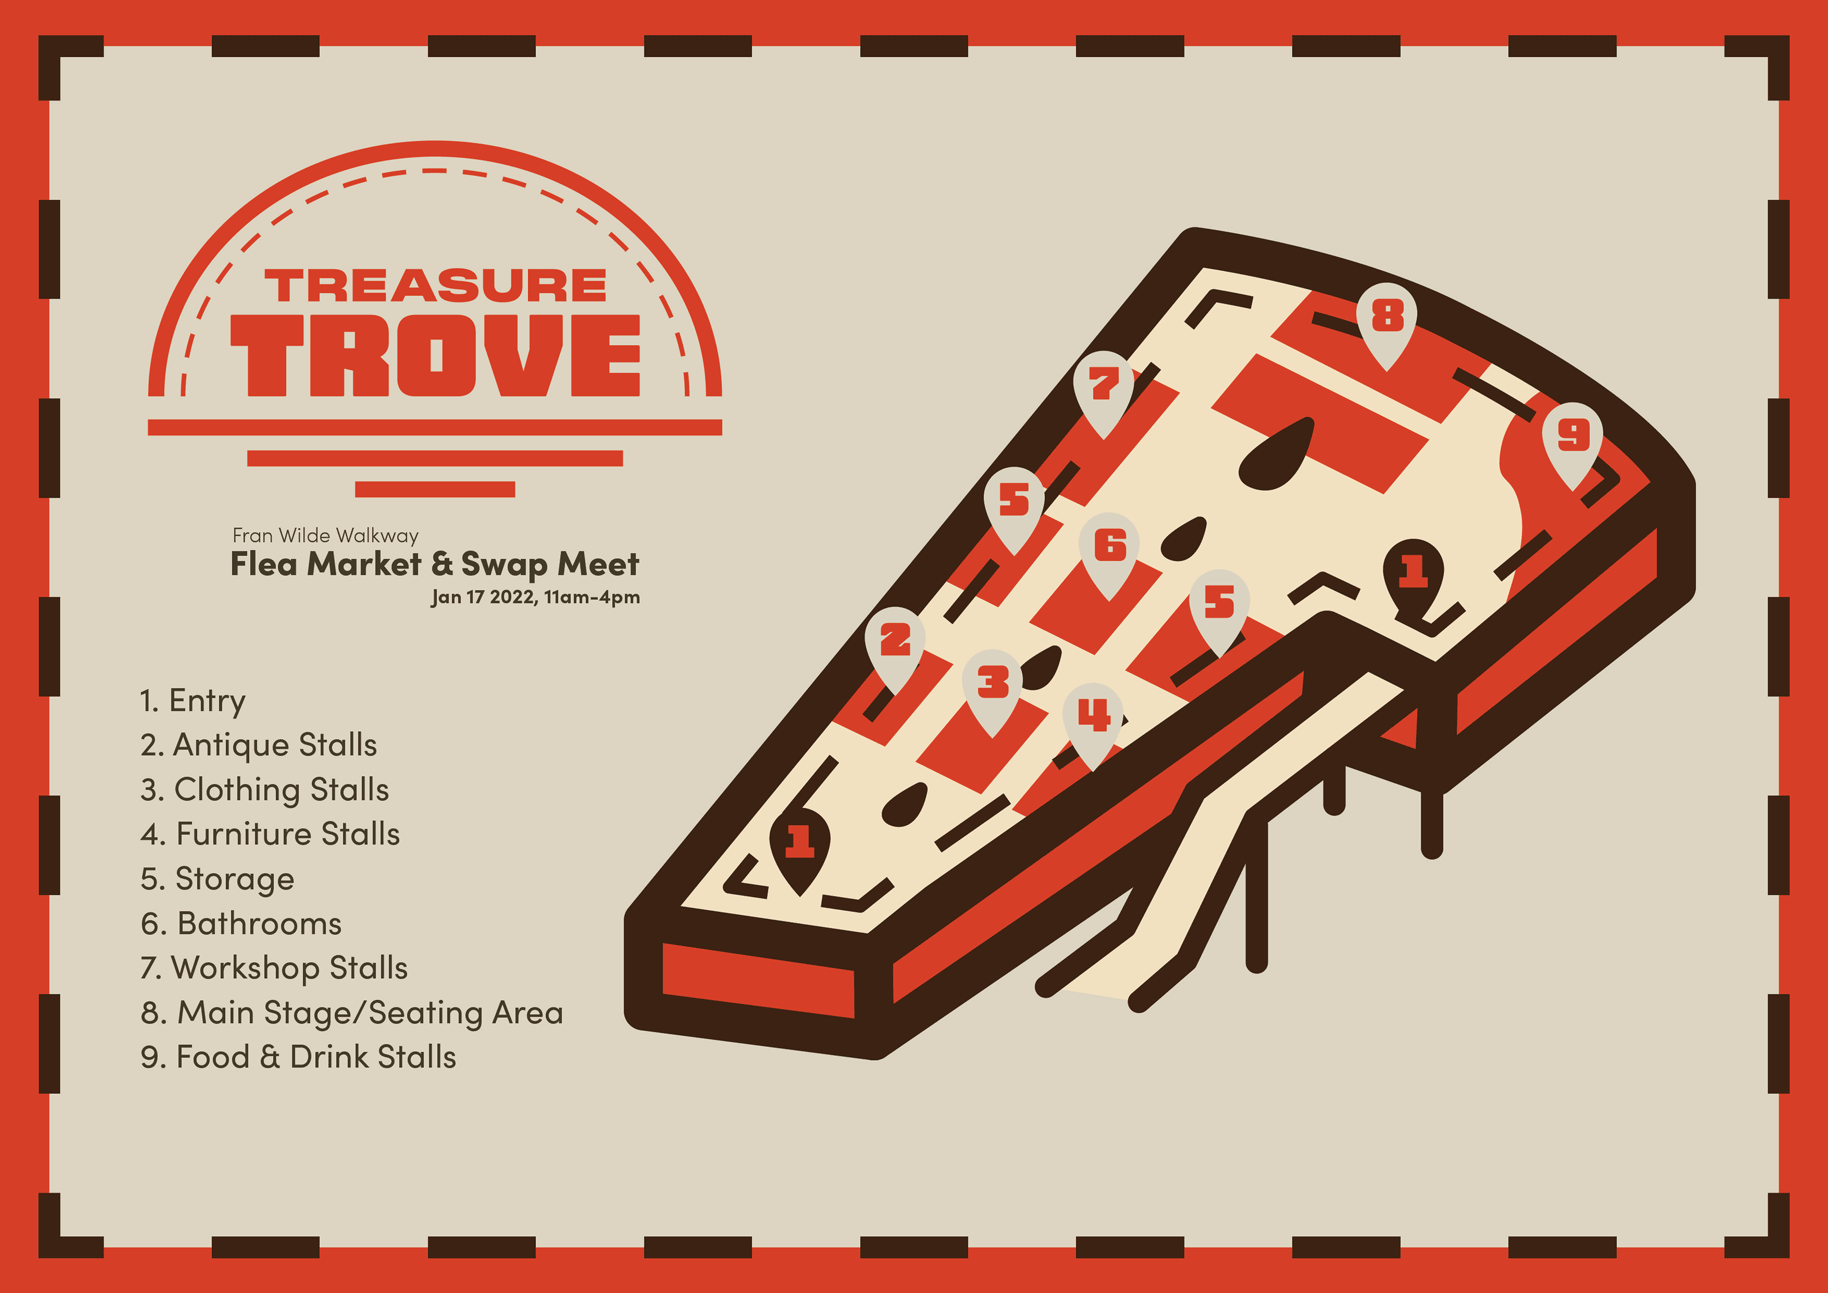 TREASURE
TROVE
Fran Wilde Walkway
Flea Market & Swap Meet
Jan 17 2022, 11am-4pm
1. Entry
2. Antique Stalls
3. Clothing Stalls
4. Furniture Stalls
5. Storage
6. Bathrooms
7. Workshop Stalls
8. Main Stage/Seating Area
9. Food & Drink Stalls
8
7
9
5
6
1
5
2
3
4
1